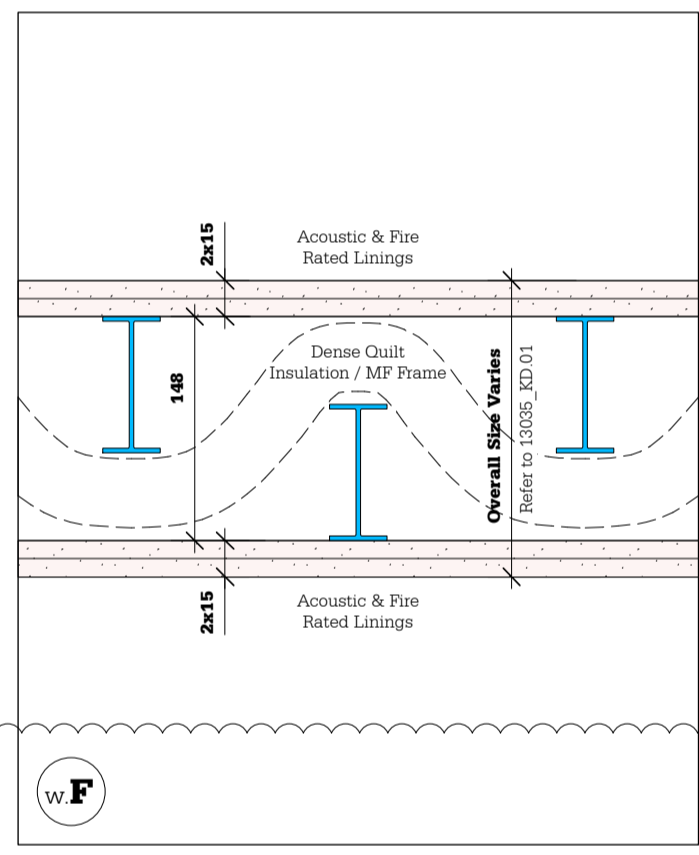 2x15
Acoustic & Fire
Rated Linings
148
Dense Quilt
Insulation / MF Frame
Overall Size Varies
Refer to 13035_KD.01
2x15
Acoustic & Fire
Rated Linings
w.F